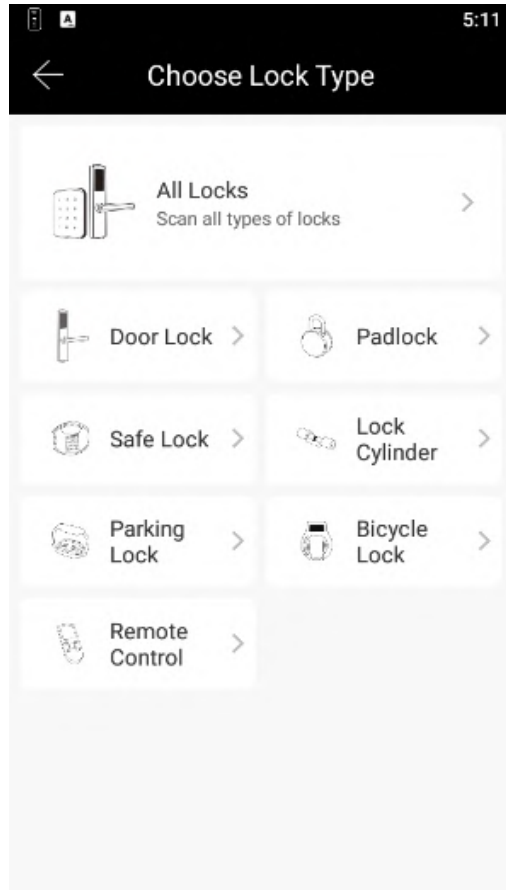 5:11
Choose Lock Type
All Locks
Scan all types of locks
Door Lock
Padlock
Safe Lock
Lock
Cylinder
Parking
Lock
Bicycle
Lock
Remote
Control